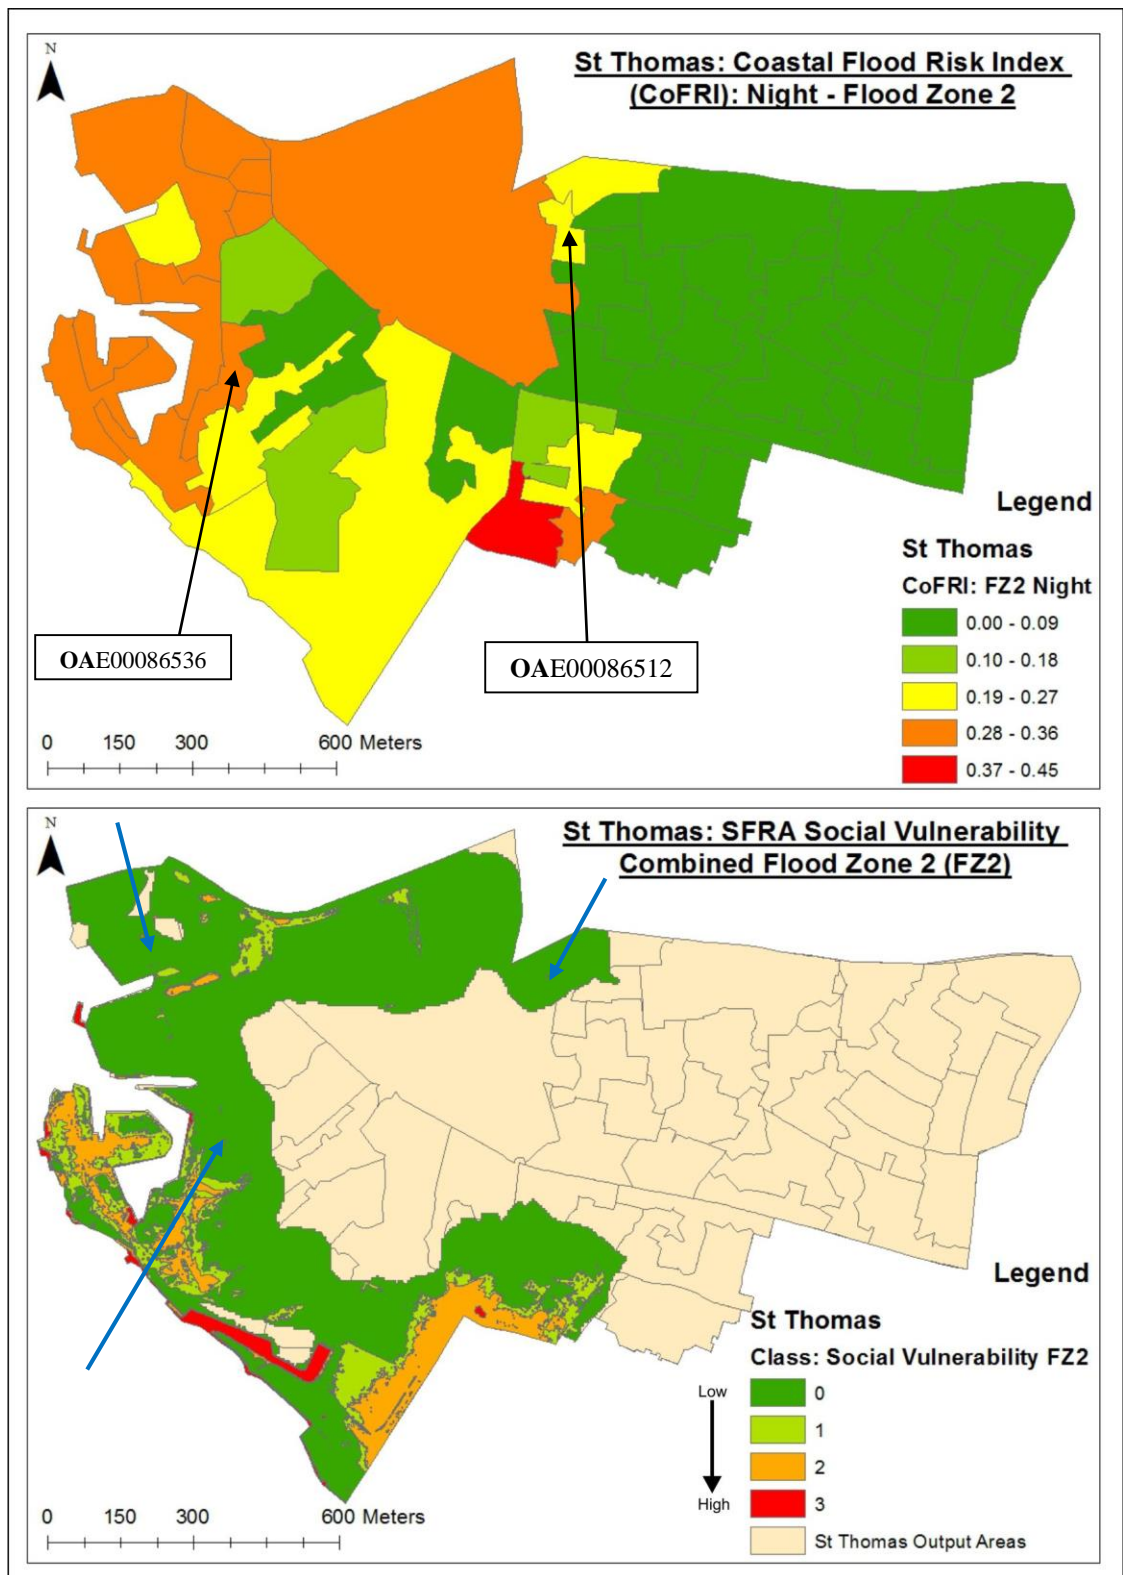 N
St Thomas: Coastal Flood Risk Index
(CoFRI): Night - Flood Zone 2
OAE00086536
OAE00086512
0 150 300 600 Meters
Legend
St Thomas
CoFRI: FZ2 Night
0.00 - 0.09
0.10 - 0.18
0.19 - 0.27
0.28 - 0.36
0.37 - 0.45
N
St Thomas: SFRA Social Vulnerability
Combined Flood Zone 2 (FZ2)
0 150 300 600 Meters
Legend
St Thomas
Class: Social Vulnerability FZ2
Low
High
0
1
2
3
St Thomas Output Areas